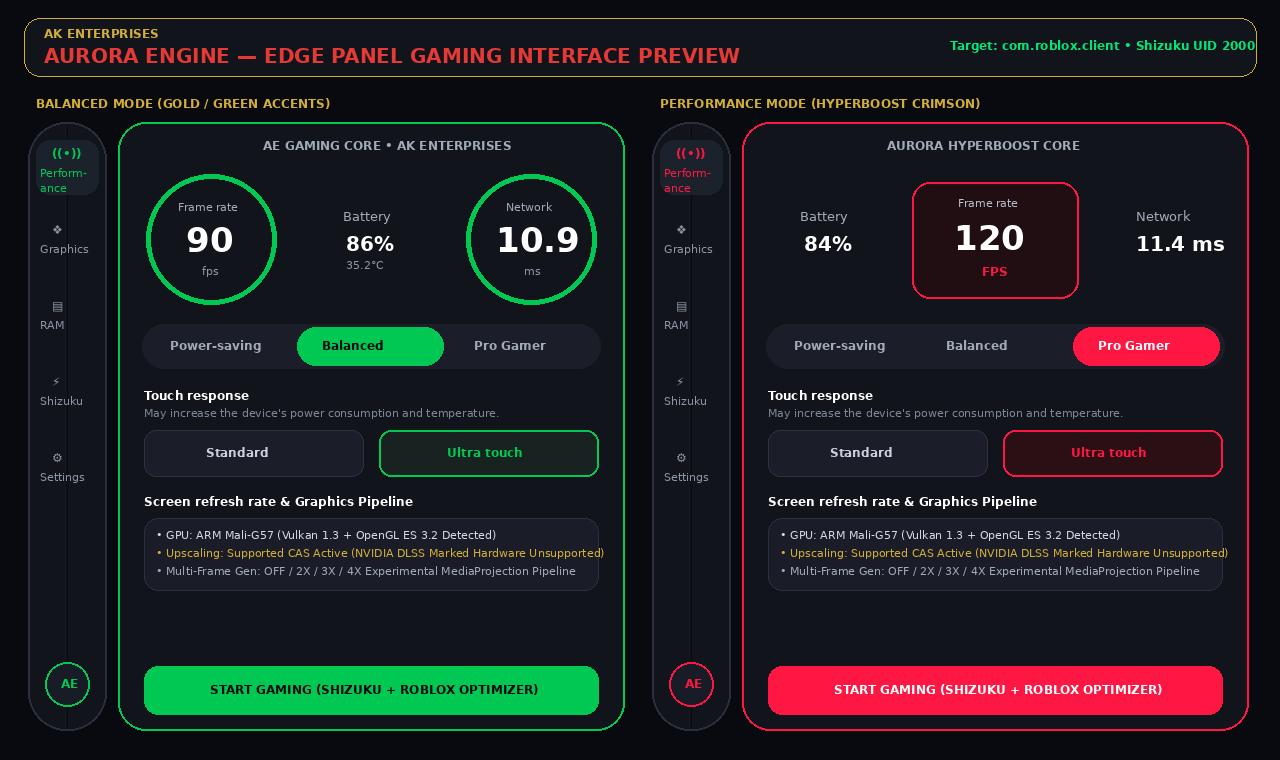 AK ENTERPRISES
AURORA ENGINE — EDGE PANEL GAMING INTERFACE PREVIEW
Target: com.roblox.client • Shizuku UID 2000
BALANCED MODE (GOLD / GREEN ACCENTS)
((•))
Perform-
ance
Graphics
RAM
Shizuku
Settings
AE
AE GAMING CORE • AK ENTERPRISES
Frame rate
90
fps
Battery
86%
35.2°C
Network
10.9
ms
Power-saving
Balanced
Pro Gamer
Touch response
May increase the device's power consumption and temperature.
Standard
Ultra touch
Screen refresh rate & Graphics Pipeline
• GPU: ARM Mali-G57 (Vulkan 1.3 + OpenGL ES 3.2 Detected)
• Upscaling: Supported CAS Active (NVIDIA DLSS Marked Hardware Unsupported)
• Multi-Frame Gen: OFF / 2X / 3X / 4X Experimental MediaProjection Pipeline
START GAMING (SHIZUKU + ROBLOX OPTIMIZER)
PERFORMANCE MODE (HYPERBOOST CRIMSON)
((•))
Perform-
ance
Graphics
RAM
Shizuku
Settings
AE
AURORA HYPERBOOST CORE
Battery
84%
Frame rate
120
FPS
Network
11.4 ms
Power-saving
Balanced
Pro Gamer
Touch response
May increase the device's power consumption and temperature.
Standard
Ultra touch
Screen refresh rate & Graphics Pipeline
• GPU: ARM Mali-G57 (Vulkan 1.3 + OpenGL ES 3.2 Detected)
• Upscaling: Supported CAS Active (NVIDIA DLSS Marked Hardware Unsupported)
• Multi-Frame Gen: OFF / 2X / 3X / 4X Experimental MediaProjection Pipeline
START GAMING (SHIZUKU + ROBLOX OPTIMIZER)